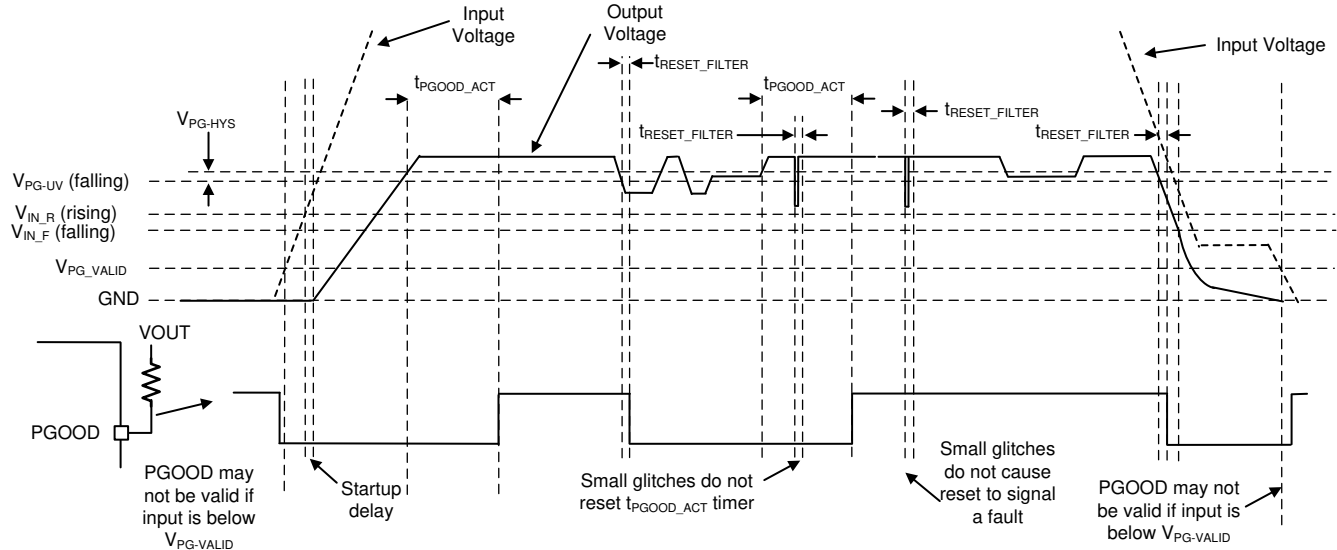 Input
Voltage
Output
Voltage
Input Voltage
tRESET_FILTER
tPGOOD_ACT
tPGOOD_ACT
tRESET_FILTER
tRESET_FILTER
tRESET_FILTER
VPG-HYS
VPG-UV (falling)
VIN_R (rising)
VIN_F (falling)
VPG_VALID
GND
VOUT
PGOOD
PGOOD may
not be valid if
input is below
VPG-VALID
Startup
delay
Small glitches do not
reset tPGOOD_ACT timer
Small glitches
do not cause
reset to signal
a fault
PGOOD may not
be valid if input is
below VPG-VALID